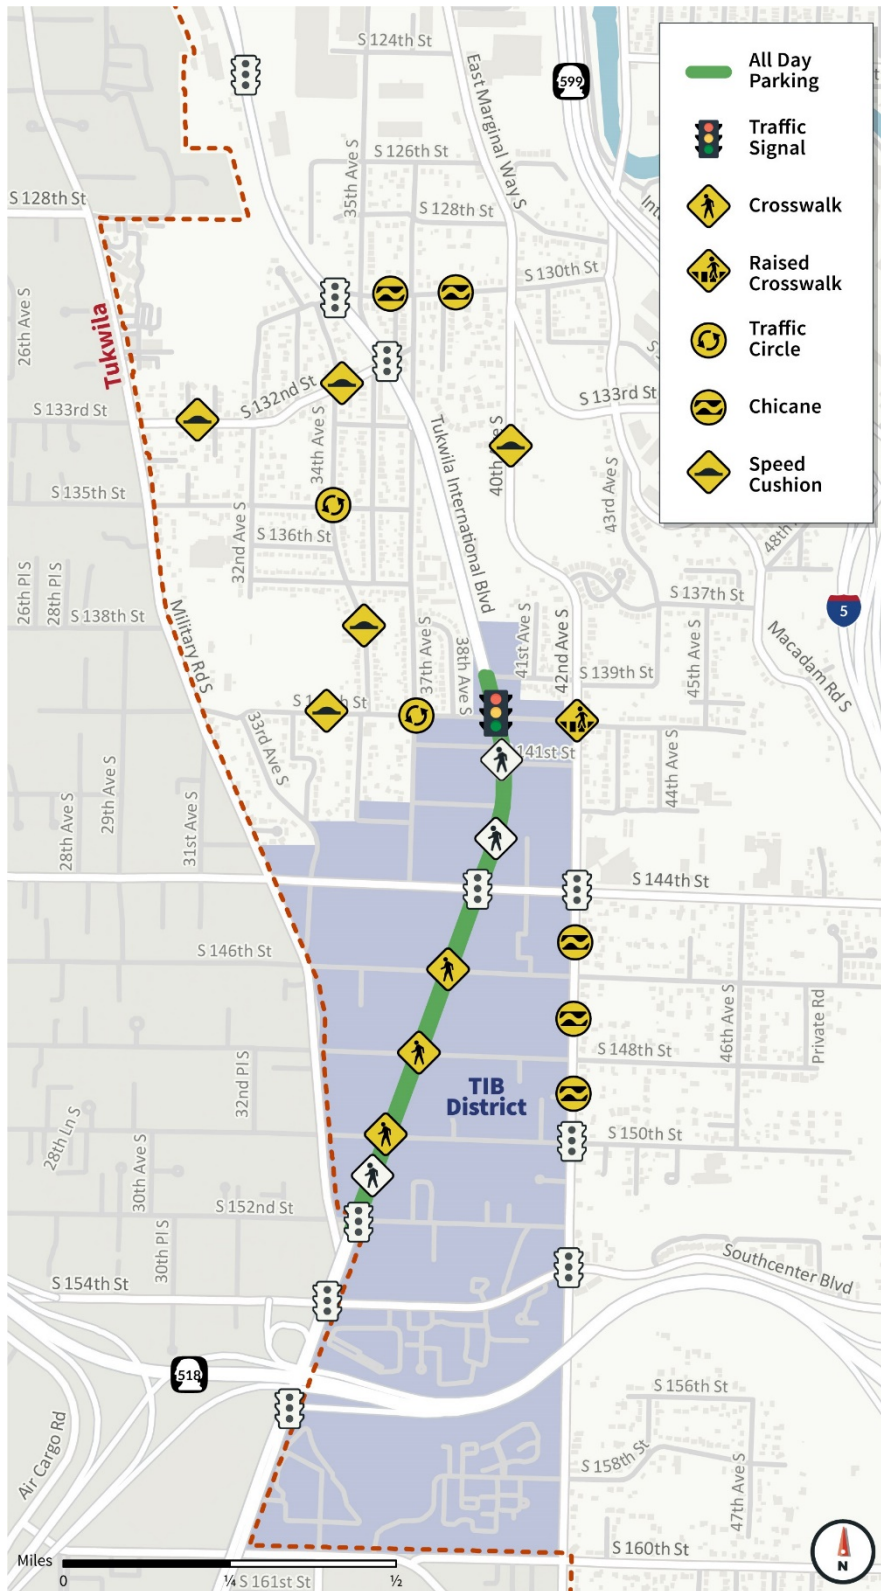 S 124th St
East Marginal Way S
599
35th Ave S
S 126th St
S 128th St
S 128th St
S 130th St
26th Ave S
Tukwila
S 132nd St
S 133rd St
S 133rd St
34th Ave S
Tukwila International Blvd
40th Ave S
43rd Ave S
S 135th St
32nd Ave S
S 136th St
26th Pl S
28th Pl S
S 138th St
Military Rd S
S 137th St
5
Macadam Rd S
37th Ave S
38th Ave S
41st Ave S
42nd Ave S
S 139th St
45th Ave S
33rd Ave S
141st St
44th Ave S
28th Ave S
29th Ave S
31st Ave S
S 144th St
S 146th St
46th Ave S
Private Rd
S 148th St
32nd Pl S
TIB
District
28th Ln S
30th Ave S
S 150th St
S 152nd St
30th Pl S
S 154th St
Southcenter Blvd
518
S 156th St
Air Cargo Rd
S 158th St
47th Ave S
S 160th St
S 161st St
Miles
0
¼
½
N
All Day
Parking
Traffic
Signal
Crosswalk
Raised
Crosswalk
Traffic
Circle
Chicane
Speed
Cushion